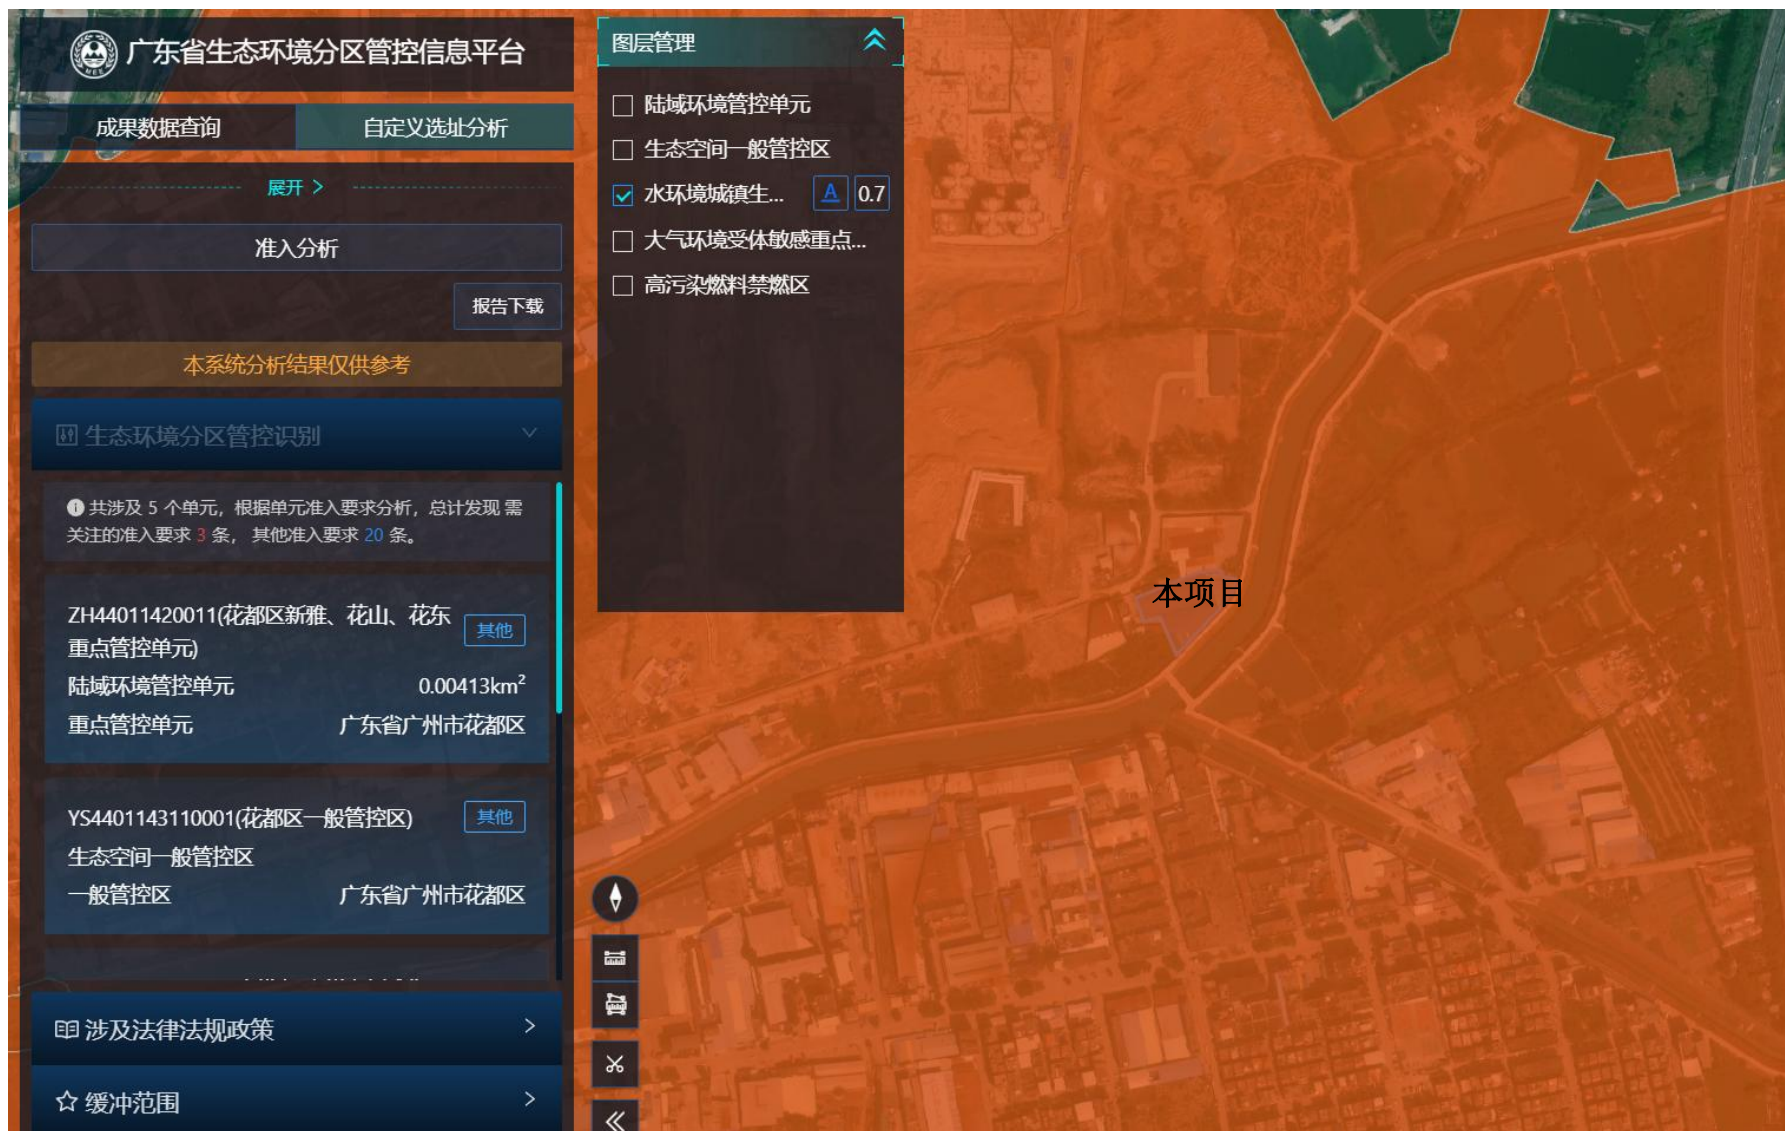 广东省生态环境分区管控信息平台
成果数据查询
自定义选址分析
展开 >
准入分析
报告下载
本系统分析结果仅供参考
生态环境分区管控识别
共涉及 5 个单元，根据单元准入要求分析，总计发现 需
关注的准入要求 3 条， 其他准入要求 20 条。
ZH44011420011(花都区新雅、花山、花东
重点管控单元)
其他
陆域环境管控单元
0.00413km²
重点管控单元
广东省广州市花都区
YS4401143110001(花都区一般管控区)
其他
生态空间一般管控区
一般管控区
广东省广州市花都区
涉及法律法规政策
缓冲范围
图层管理
陆域环境管控单元
生态空间一般管控区
水环境城镇生...
A
0.7
大气环境受体敏感重点...
高污染燃料禁燃区
本项目